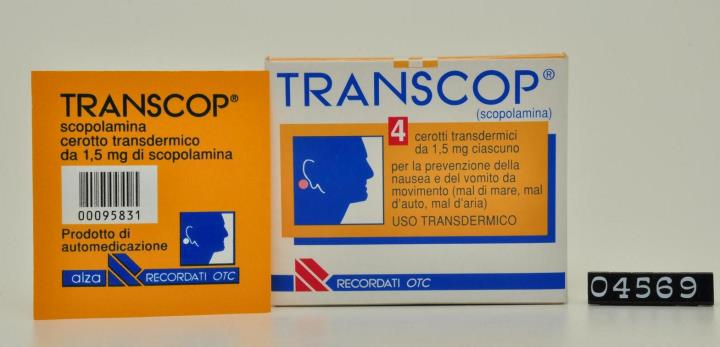 TRANSCOP®
scopolamina
cerotto transdermico
da 1,5 mg di scopolamina
00095831
Prodotto di
automedicazione
alza RECORDATI OTC
TRANSCOP®
(scopolamina)
4 cerotti transdermici
da 1,5 mg ciascuno
per la prevenzione della
nausea e del vomito da
movimento (mal di mare, mal
d'auto, mal d'aria)
USO TRANSDERMICO
RECORDATI OTC
04569